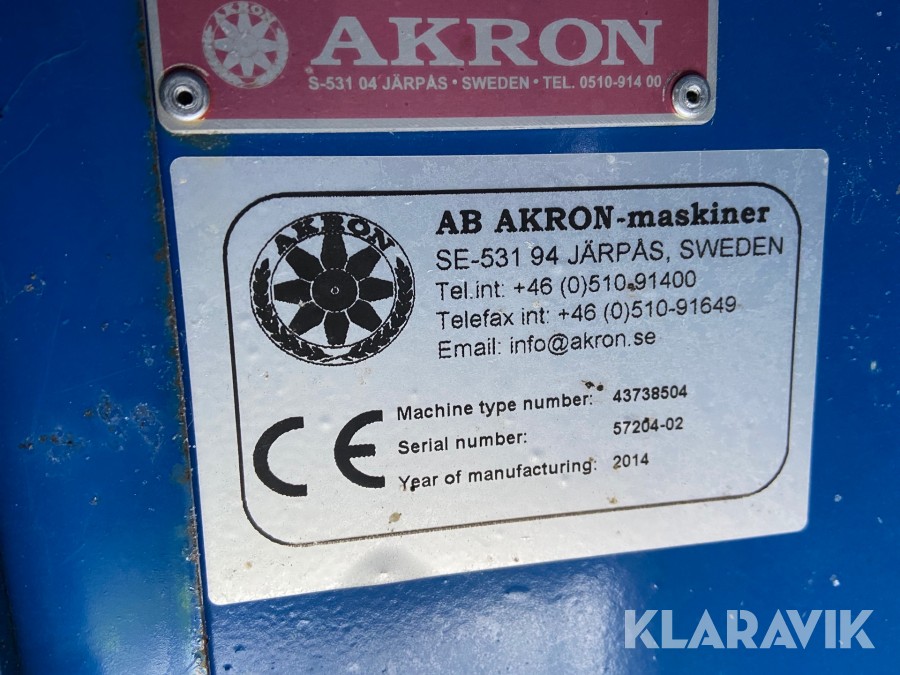 AKRON
S-531 04 JÄRPÅS • SWEDEN • TEL. 0510-914 00
AKRON
AB AKRON-maskiner
SE-531 94 JÄRPÅS, SWEDEN
Tel.int: +46 (0)510-91400
Telefax int: +46 (0)510-91649
Email: info@akron.se
CE
Machine type number: 43738504
Serial number: 57204-02
Year of manufacturing: 2014
KLARAVIK